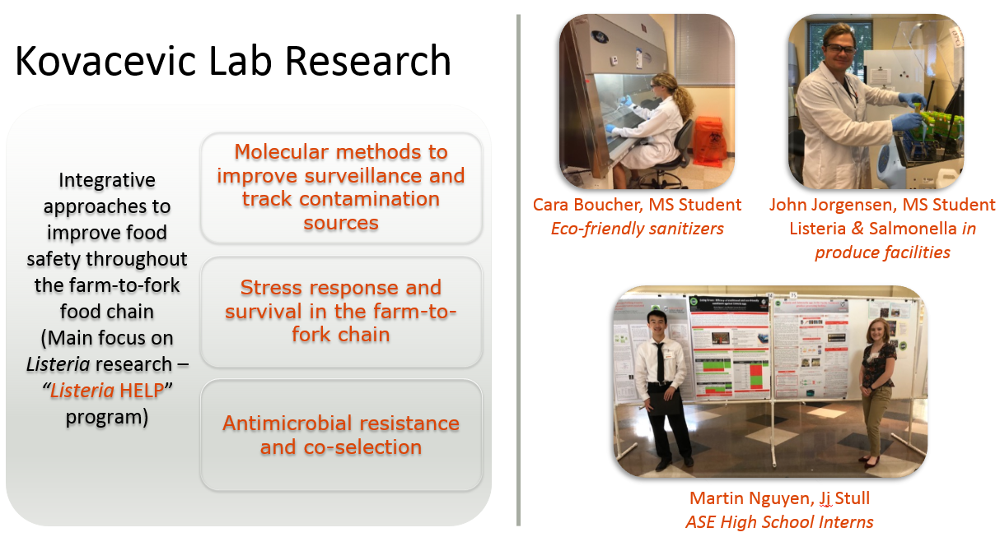 Kovacevic Lab Research
Integrative
approaches to
improve food
safety throughout
the farm-to-fork
food chain
(Main focus on
Listeria research –
“Listeria HELP”
program)
Molecular methods to
improve surveillance and
track contamination
sources
Stress response and
survival in the farm-to-
fork chain
Antimicrobial resistance
and co-selection
Cara Boucher, MS Student
Eco-friendly sanitizers
John Jorgensen, MS Student
Listeria & Salmonella in
produce facilities
Martin Nguyen, Jj Stull
ASE High School Interns